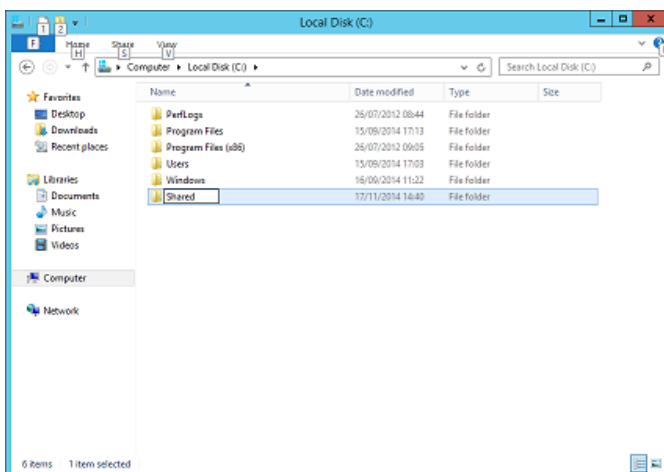 Local Disk (C:)
1 2
F Home Share View
H S V
Computer Local Disk (C:) Search Local Disk (C:)
Favorites
Desktop
Downloads
Recent places
Libraries
Documents
Music
Pictures
Videos
Computer
Network
Name Date modified Type Size
PerfLogs 26/07/2012 08:44 File folder
Program Files 15/09/2014 17:13 File folder
Program Files (x86) 26/07/2012 09:05 File folder
Users 15/09/2014 17:03 File folder
Windows 16/09/2014 11:22 File folder
Shared 17/11/2014 14:40 File folder
6 items 1 item selected